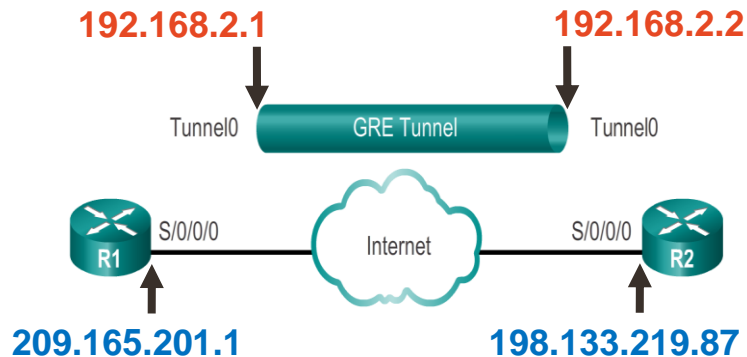 192.168.2.1 192.168.2.2
Tunnel0 GRE Tunnel Tunnel0
S/0/0/0 Internet S/0/0/0
R1 R2
209.165.201.1 198.133.219.87